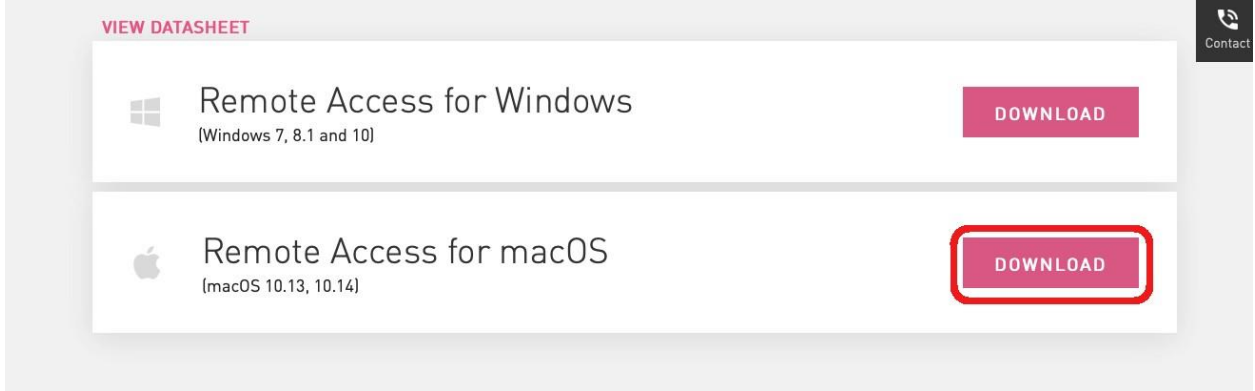 VIEW DATASHEET
Contact
Remote Access for Windows
(Windows 7, 8.1 and 10)
DOWNLOAD
Remote Access for macOS
(macOS 10.13, 10.14)
DOWNLOAD